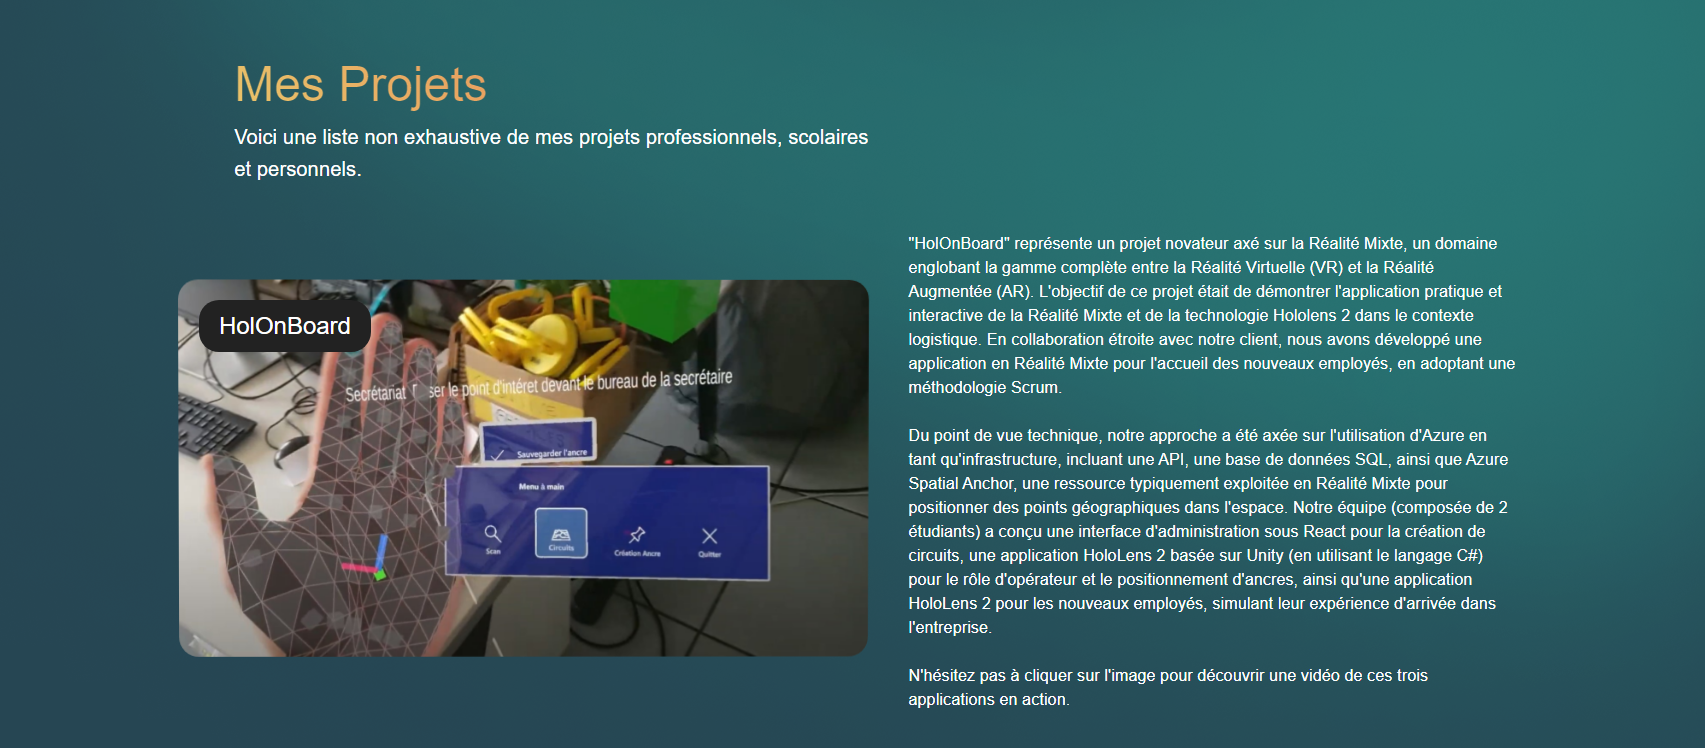 Mes Projets
Voici une liste non exhaustive de mes projets professionnels, scolaires
et personnels.
HolOnBoard
Secrétariat ser le point d'intéret devant le bureau de la secrétaire
Sauvegarder l'ancre
Menu à main
Scan
Circuits
Création Ancre
Quitter
"HolOnBoard" représente un projet novateur axé sur la Réalité Mixte, un domaine
englobant la gamme complète entre la Réalité Virtuelle (VR) et la Réalité
Augmentée (AR). L'objectif de ce projet était de démontrer l'application pratique et
interactive de la Réalité Mixte et de la technologie Hololens 2 dans le contexte
logistique. En collaboration étroite avec notre client, nous avons développé une
application en Réalité Mixte pour l'accueil des nouveaux employés, en adoptant une
méthodologie Scrum.
Du point de vue technique, notre approche a été axée sur l'utilisation d'Azure en
tant qu'infrastructure, incluant une API, une base de données SQL, ainsi que Azure
Spatial Anchor, une ressource typiquement exploitée en Réalité Mixte pour
positionner des points géographiques dans l'espace. Notre équipe (composée de 2
étudiants) a conçu une interface d'administration sous React pour la création de
circuits, une application HoloLens 2 basée sur Unity (en utilisant le langage C#)
pour le rôle d'opérateur et le positionnement d'ancres, ainsi qu'une application
HoloLens 2 pour les nouveaux employés, simulant leur expérience d'arrivée dans
l'entreprise.
N'hésitez pas à cliquer sur l'image pour découvrir une vidéo de ces trois
applications en action.